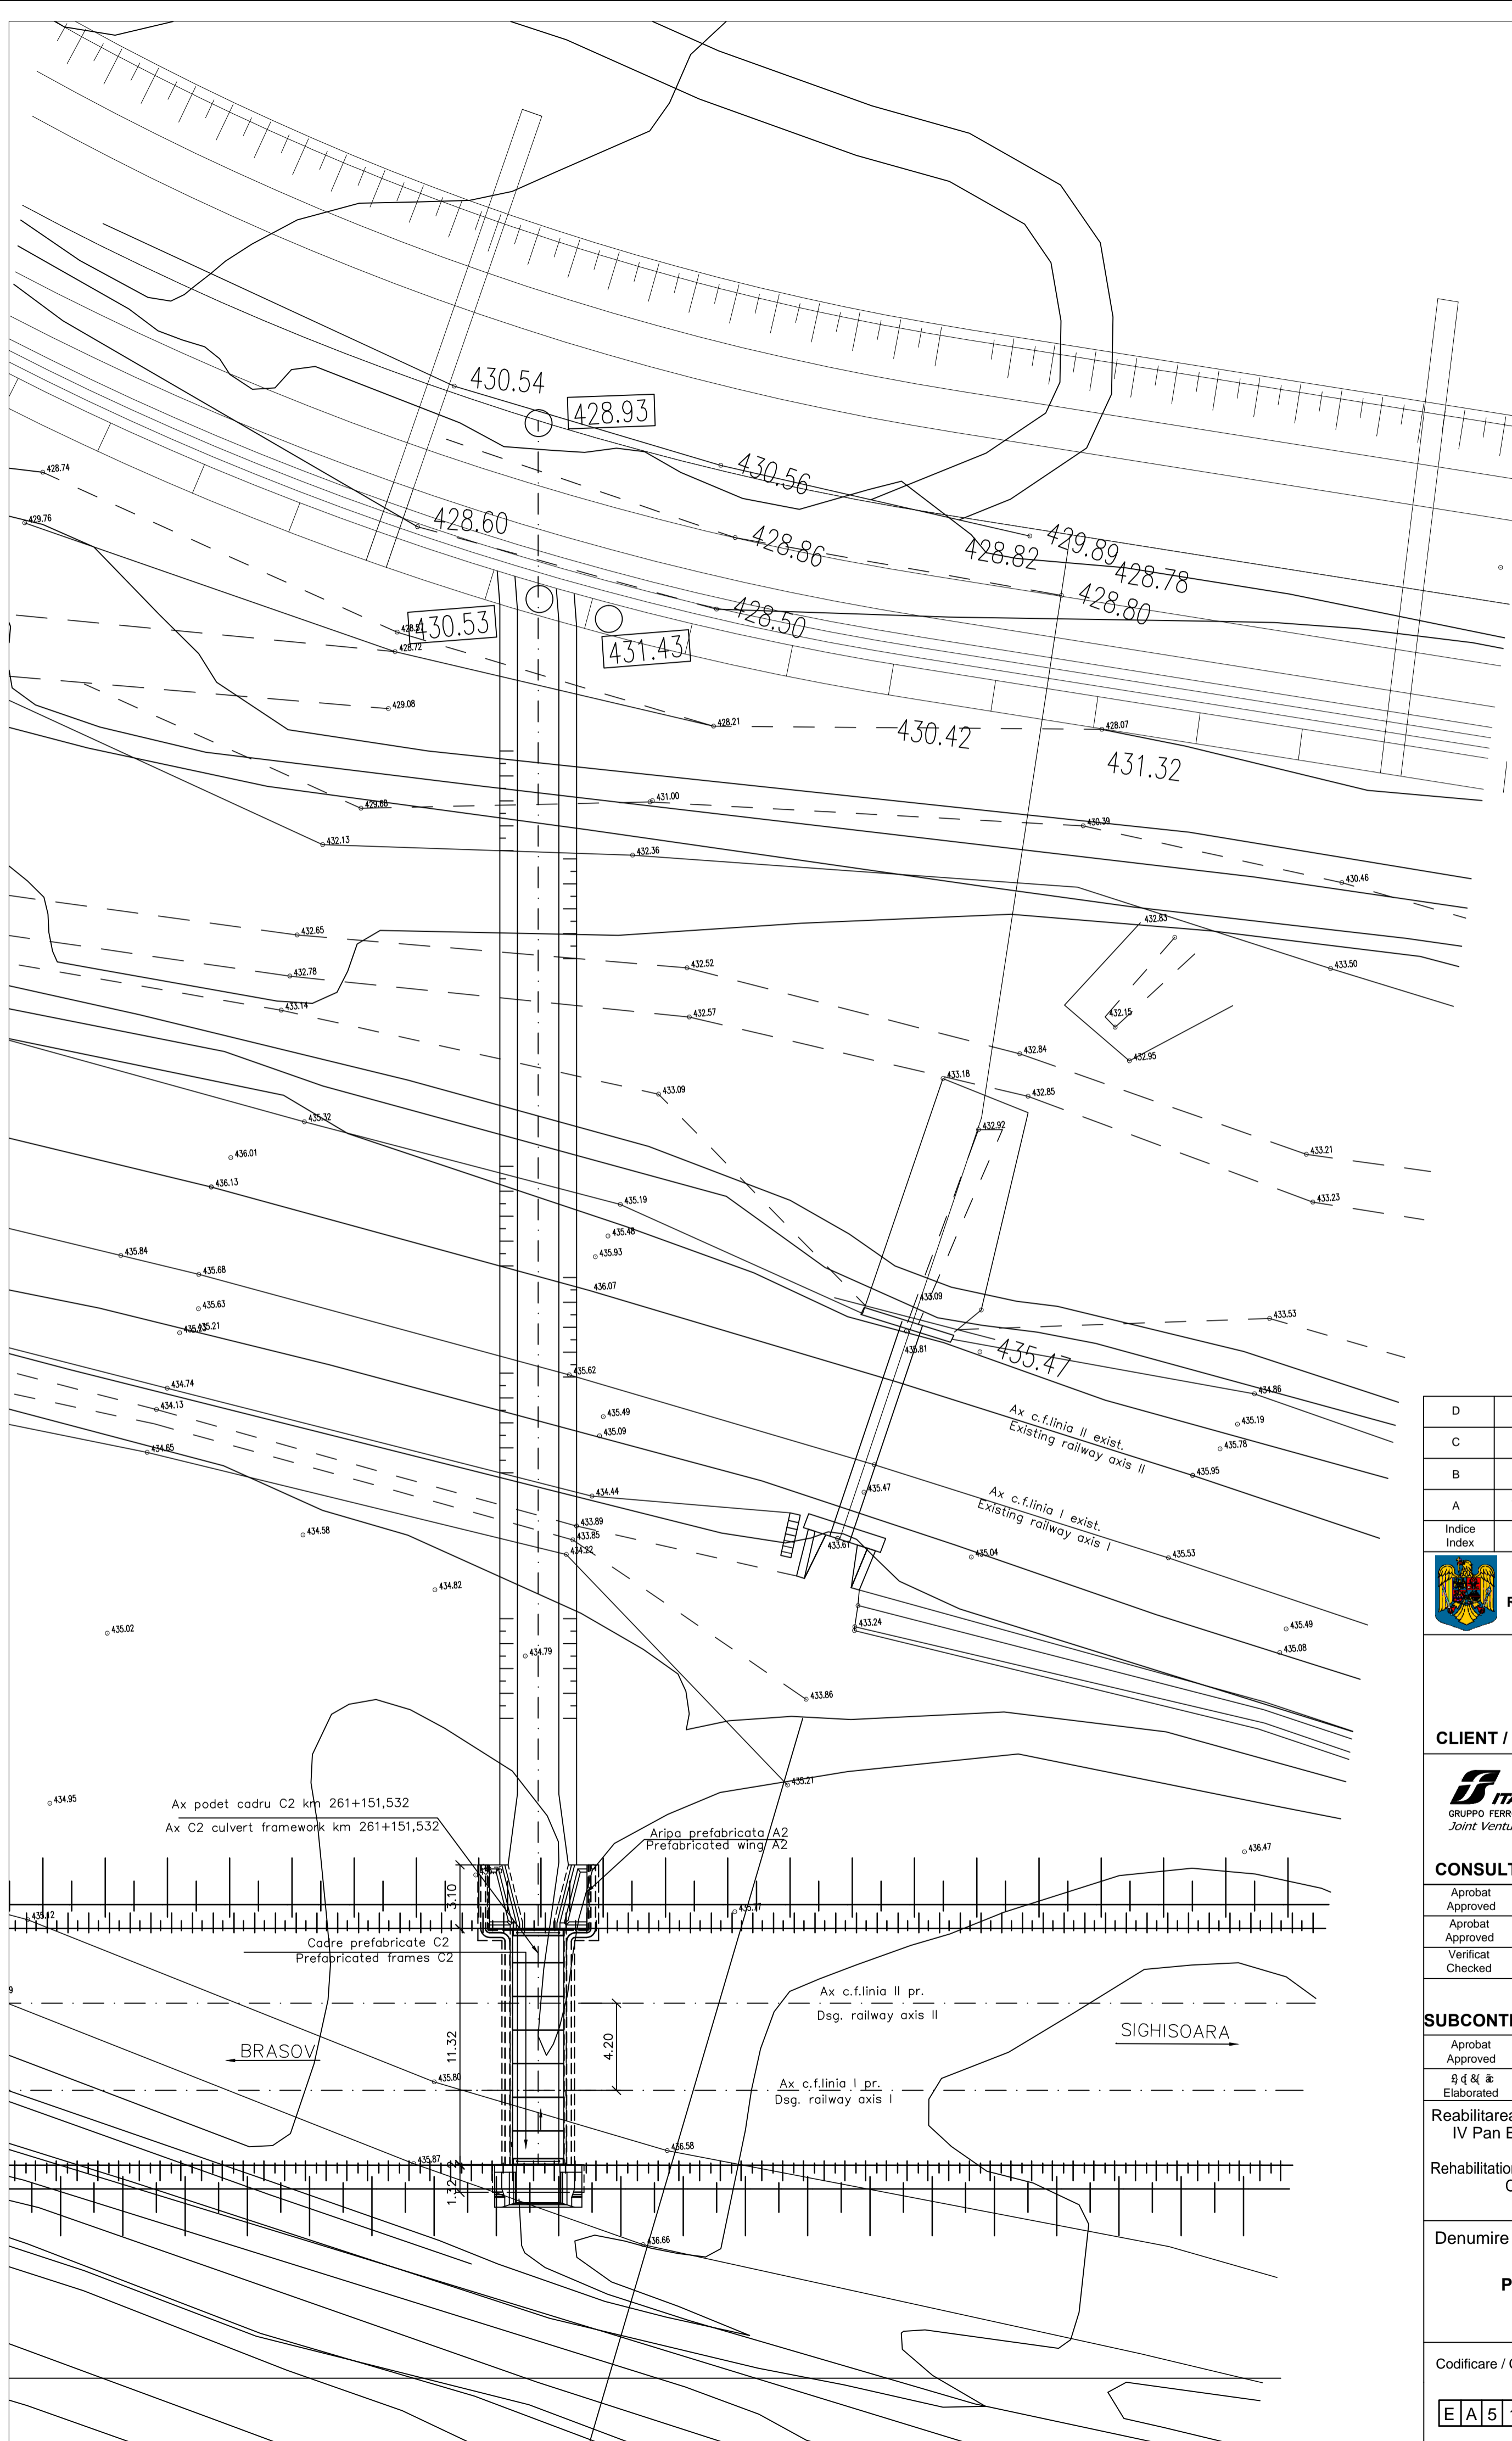 430.54
428.93
430.56
428.74
429.76
428.60
428.86
429.89
428.82
428.78
428.80
430.53
428.50
431.43
428.72
429.08
428.21
430.42
428.07
431.32
429.68
431.00
430.39
432.13
432.36
430.46
432.83
432.65
432.52
433.50
432.78
433.14
432.57
432.15
432.84
432.95
433.18
433.09
432.85
435.32
432.92
436.01
433.21
436.13
435.19
433.23
435.48
435.84
435.93
435.68
436.07
433.09
435.63
433.53
435.21
435.81
435.47
435.62
434.74
434.86
434.13
435.49
435.19
435.09
Ax c.f.linia II exist.
Existing railway axis II
435.78
434.65
435.95
435.47
434.44
Ax c.f.linia I exist.
Existing railway axis I
433.89
434.58
433.85
433.61
434.22
435.04
435.53
434.82
433.24
435.02
435.49
434.79
435.08
433.86
435.21
434.95
Ax podet cadru C2 km 261+151,532
Ax C2 culvert framework km 261+151,532
Aripa prefabricata A2
Prefabricated wing A2
436.47
3.10
435.12
Cadre prefabricate C2
Prefabricated frames C2
Ax c.f.linia II pr.
Dsg. railway axis II
SIGHISOARA
BRASOV
11.32
4.20
435.80
Ax c.f.linia I pr.
Dsg. railway axis I
436.58
435.87
1.32
436.66
D
C
B
A
Indice
Index
CLIENT /
GRUPPO FERR
Joint Ventu
CONSULT
Aprobat
Approved
Aprobat
Approved
Verificat
Checked
SUBCONT
Aprobat
Approved
Elaborated
Reabilitarea
IV Pan E
Rehabilitation
C
Denumire
P
Codificare / C
E A 5